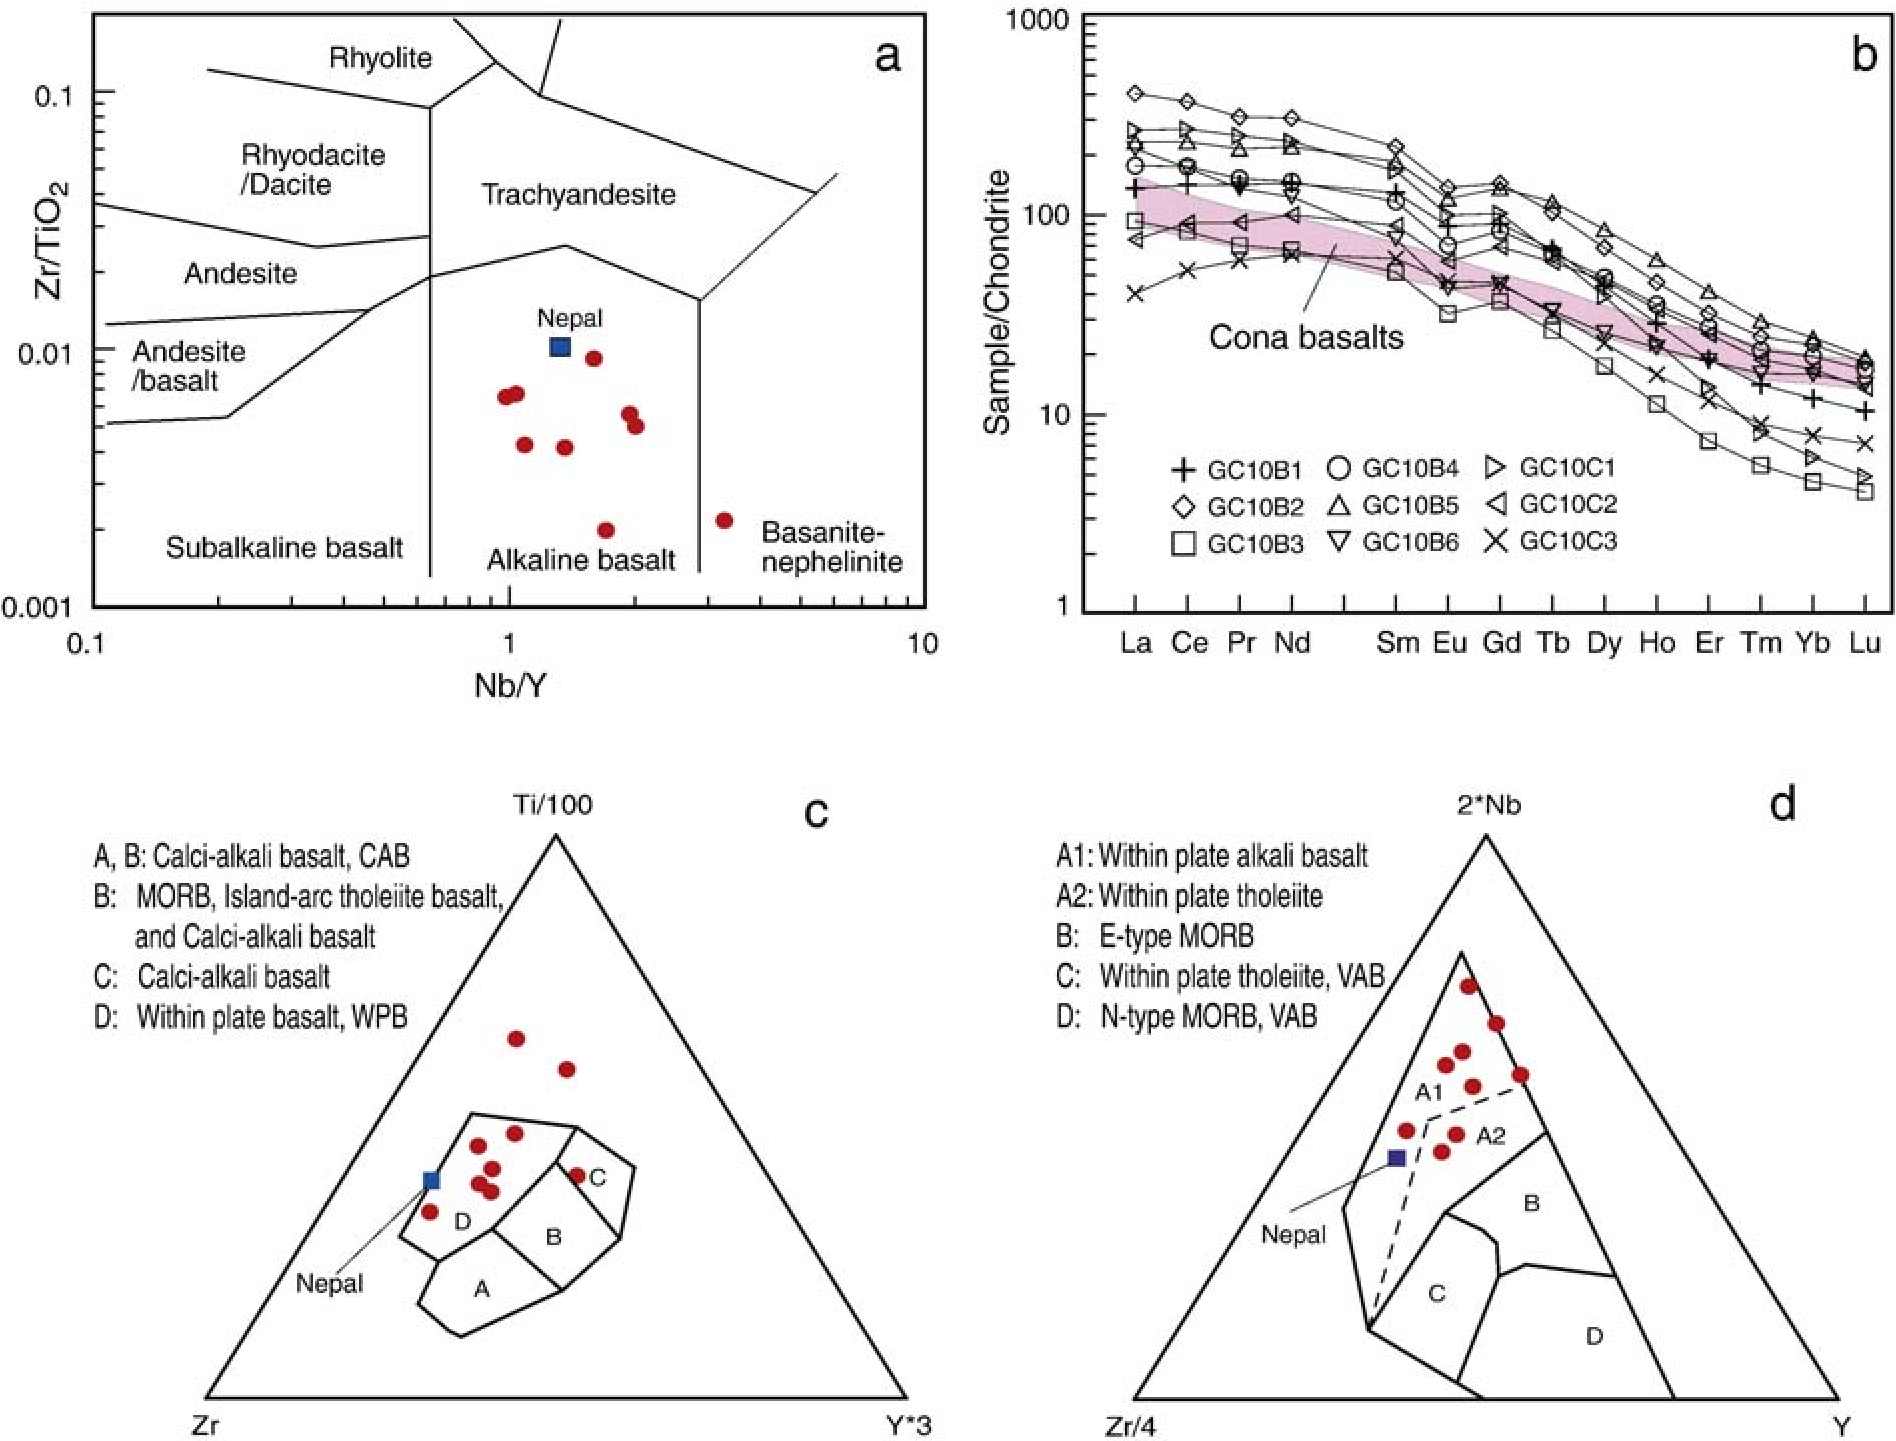 a
Rhyolite
0.1
Rhyodacite
/Dacite
Trachyandesite
Zr/TiO2
Andesite
Nepal
0.01
Andesite
/basalt
Subalkaline basalt
Alkaline basalt
Basanite-
nephelinite
0.001
0.1
1
10
Nb/Y
b
1000
100
10
1
Sample/Chondrite
Cona basalts
GC10B1 GC10B4 GC10C1
GC10B2 GC10B5 GC10C2
GC10B3 GC10B6 GC10C3
La Ce Pr Nd Sm Eu Gd Tb Dy Ho Er Tm Yb Lu
c
Ti/100
A, B: Calci-alkali basalt, CAB
B: MORB, Island-arc tholeiite basalt,
and Calci-alkali basalt
C: Calci-alkali basalt
D: Within plate basalt, WPB
C
D
B
Nepal
A
Zr
Y*3
d
2*Nb
A1: Within plate alkali basalt
A2: Within plate tholeiite
B: E-type MORB
C: Within plate tholeiite, VAB
D: N-type MORB, VAB
A1
A2
B
Nepal
C
D
Zr/4
Y